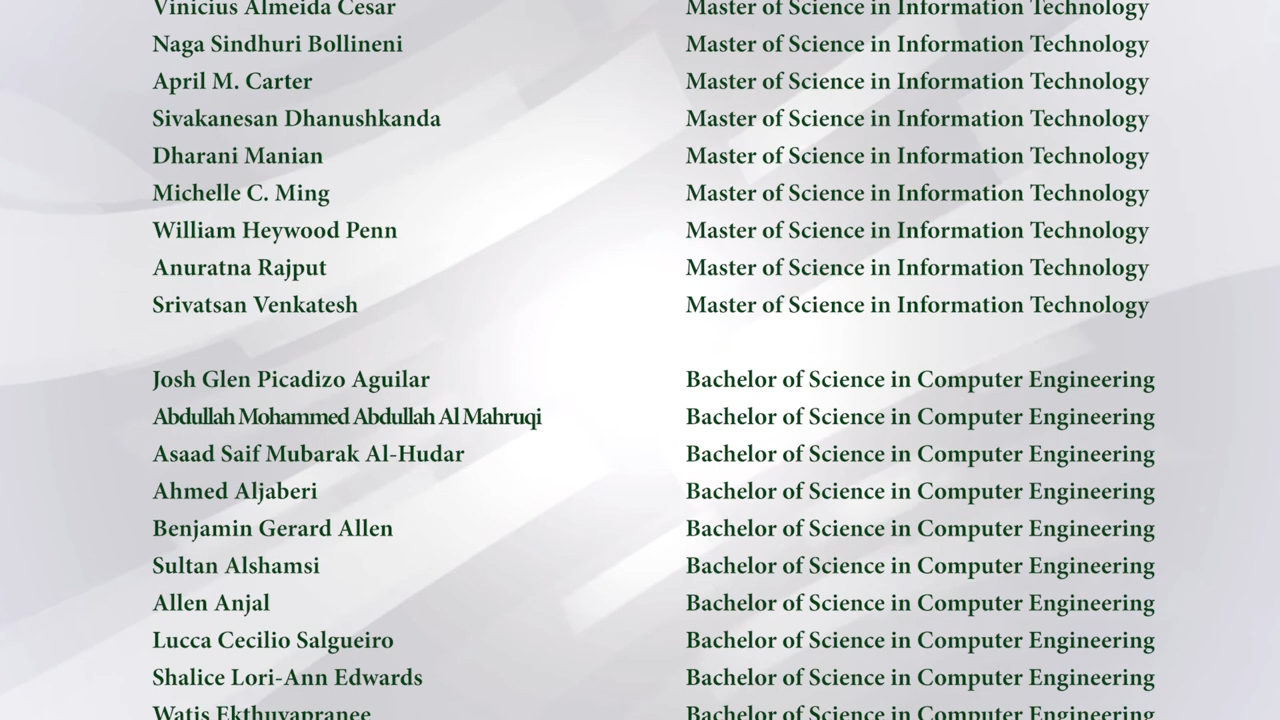 Vinicius Almeida Cesar Master of Science in Information Technology
Naga Sindhuri Bollineni Master of Science in Information Technology
April M. Carter Master of Science in Information Technology
Sivakanesan Dhanushkanda Master of Science in Information Technology
Dharani Manian Master of Science in Information Technology
Michelle C. Ming Master of Science in Information Technology
William Heywood Penn Master of Science in Information Technology
Anuratna Rajput Master of Science in Information Technology
Srivatsan Venkatesh Master of Science in Information Technology
Josh Glen Picadizo Aguilar Bachelor of Science in Computer Engineering
Abdullah Mohammed Abdullah Al Mahruqi Bachelor of Science in Computer Engineering
Asaad Saif Mubarak Al-Hudar Bachelor of Science in Computer Engineering
Ahmed Aljaberi Bachelor of Science in Computer Engineering
Benjamin Gerard Allen Bachelor of Science in Computer Engineering
Sultan Alshamsi Bachelor of Science in Computer Engineering
Allen Anjal Bachelor of Science in Computer Engineering
Lucca Cecilio Salgueiro Bachelor of Science in Computer Engineering
Shalice Lori-Ann Edwards Bachelor of Science in Computer Engineering
Watis Ekthuvapranee Bachelor of Science in Computer Engineering